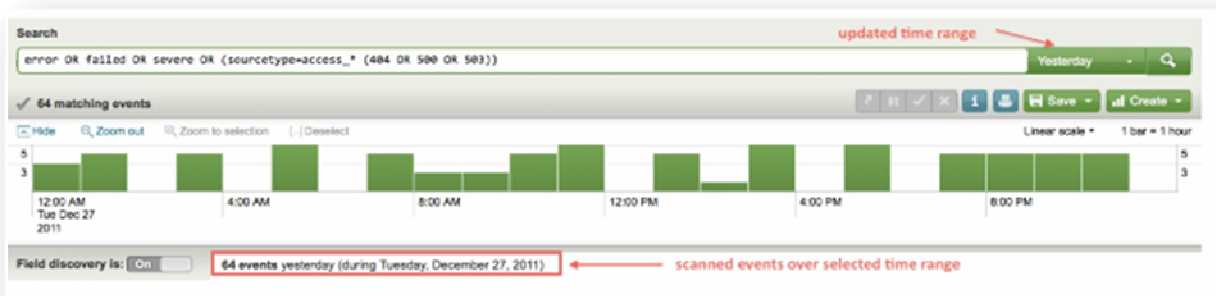 Search
updated time range
error OR failed OR severe OR (sourcetype=access_* (404 OR 500 OR 503))
Yesterday
64 matching events
Save
Create
Hide
Zoom out
Zoom to selection
[..] Deselect
Linear scale
1 bar = 1 hour
5
5
3
3
12:00 AM
4:00 AM
8:00 AM
12:00 PM
4:00 PM
8:00 PM
Tue Dec 27
2011
Field discovery is: On
64 events yesterday (during Tuesday, December 27, 2011)
scanned events over selected time range